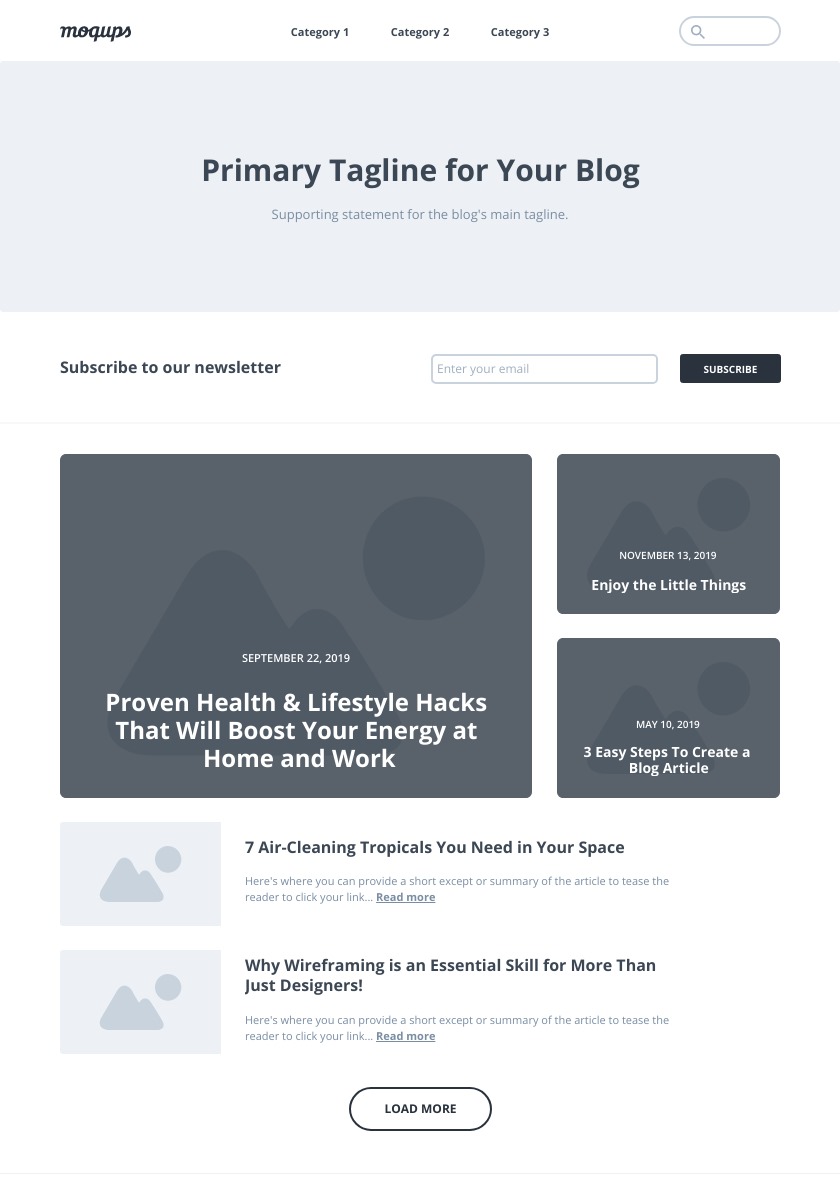 moqups
Category 1
Category 2
Category 3
Primary Tagline for Your Blog
Supporting statement for the blog's main tagline.
Subscribe to our newsletter
Enter your email
SUBSCRIBE
SEPTEMBER 22, 2019
Proven Health & Lifestyle Hacks
That Will Boost Your Energy at
Home and Work
NOVEMBER 13, 2019
Enjoy the Little Things
MAY 10, 2019
3 Easy Steps To Create a
Blog Article
7 Air-Cleaning Tropicals You Need in Your Space
Here's where you can provide a short except or summary of the article to tease the
reader to click your link... Read more
Why Wireframing is an Essential Skill for More Than
Just Designers!
Here's where you can provide a short except or summary of the article to tease the
reader to click your link... Read more
LOAD MORE